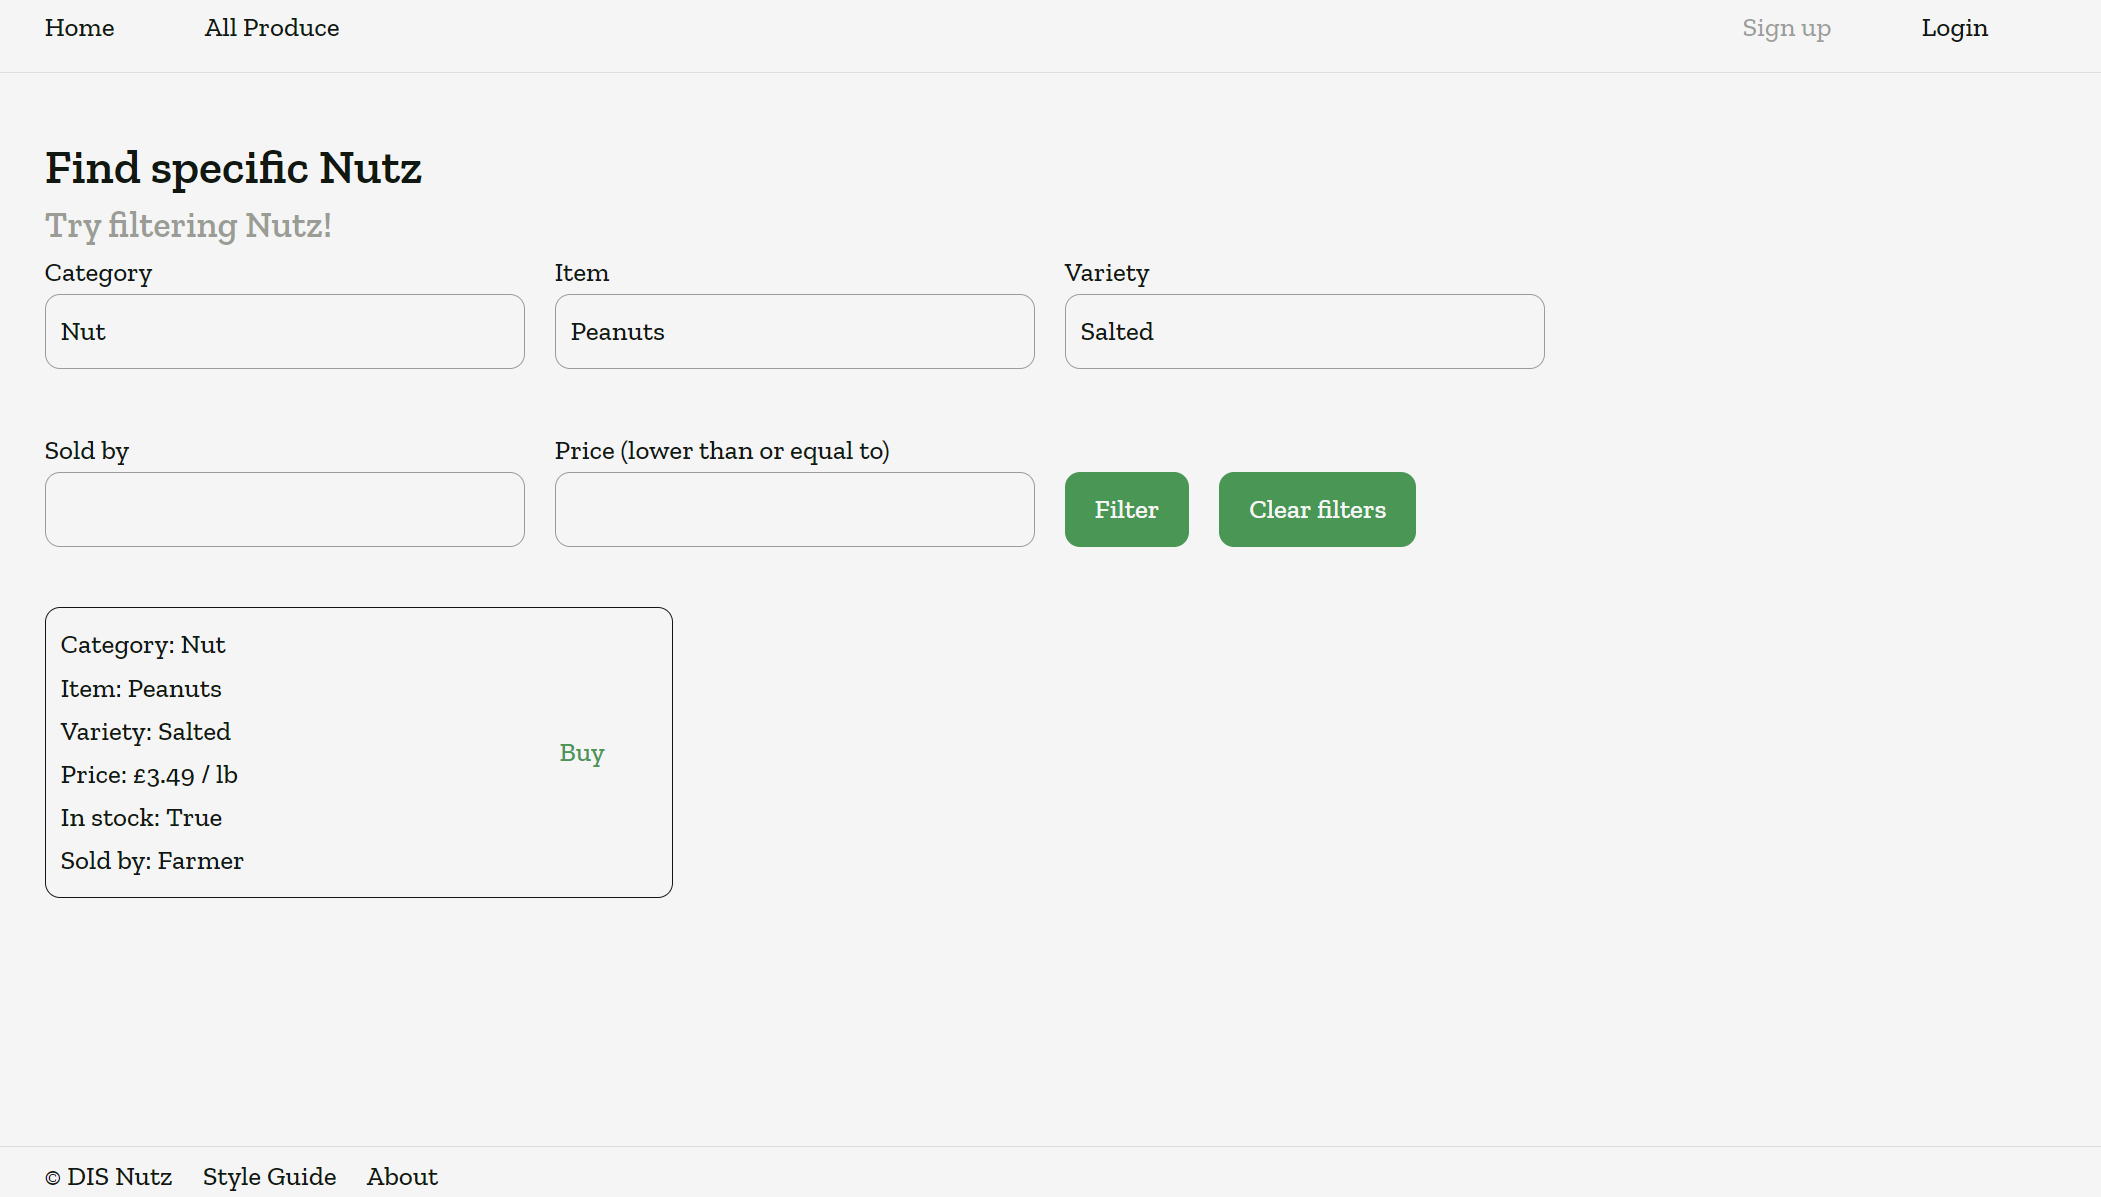 Home All Produce Sign up Login
Find specific Nutz
Try filtering Nutz!
Category Item Variety
Nut Peanuts Salted
Sold by Price (lower than or equal to)
Filter Clear filters
Category: Nut
Item: Peanuts
Variety: Salted
Price: £3.49 / lb
In stock: True
Sold by: Farmer
Buy
© DIS Nutz Style Guide About